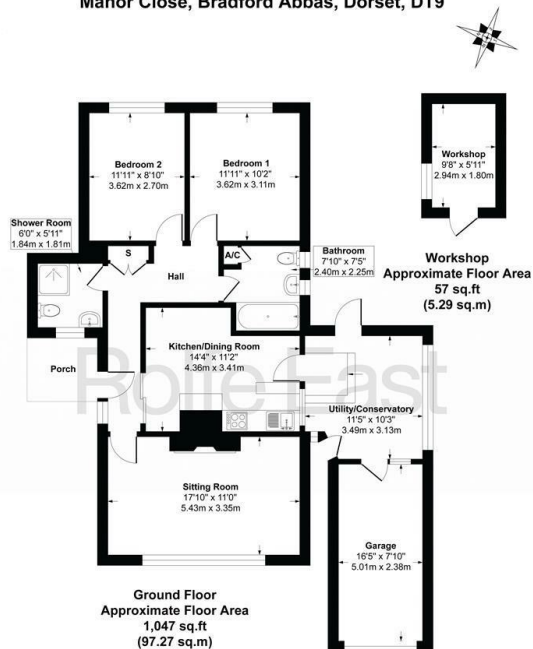 Manor Close, Bradford Abbas, Dorset, DT9
Bedroom 2
11'11" x 8'10"
3.62m x 2.70m
Bedroom 1
11'11" x 10'2"
3.62m x 3.11m
Workshop
9'8" x 5'11"
2.94m x 1.80m
Shower Room
6'0" x 5'11"
1.84m x 1.81m
S
A/C
Hall
Bathroom
7'10" x 7'5"
2.40m x 2.25m
Workshop
Approximate Floor Area
57 sq.ft
(5.29 sq.m)
Porch
Kitchen/Dining Room
14'4" x 11'2"
4.36m x 3.41m
Rolle East
Utility/Conservatory
11'5" x 10'3"
3.49m x 3.13m
Sitting Room
17'10" x 11'0"
5.43m x 3.35m
Garage
16'5" x 7'10"
5.01m x 2.38m
Ground Floor
Approximate Floor Area
1,047 sq.ft
(97.27 sq.m)